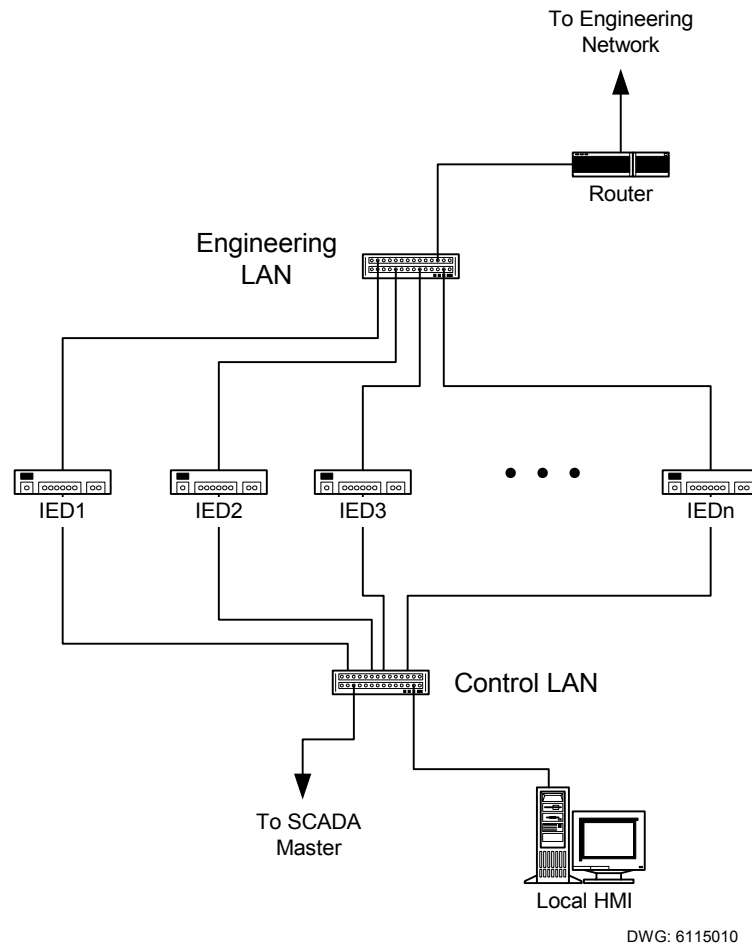 To Engineering
Network
Router
Engineering
LAN
IED1
IED2
IED3
IEDn
Control LAN
To SCADA
Master
Local HMI
DWG: 6115010